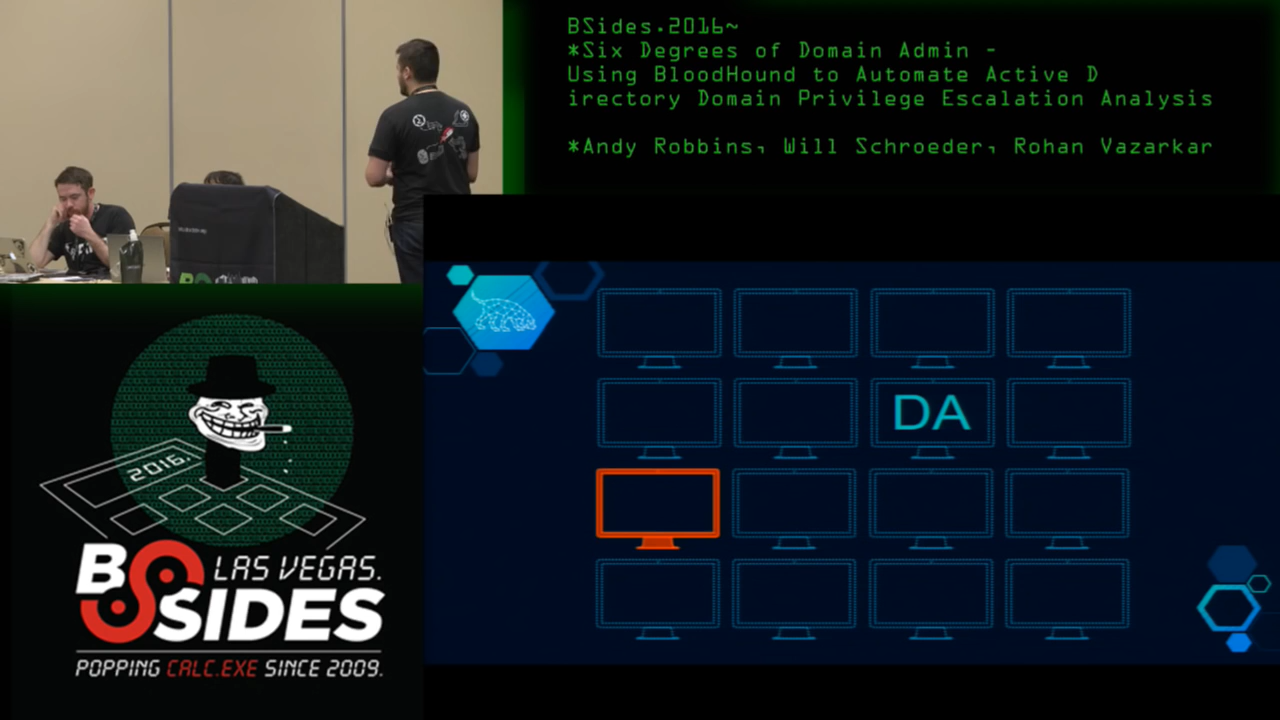 BSides.2016~
*Six Degrees of Domain Admin -
Using BloodHound to Automate Active D
irectory Domain Privilege Escalation Analysis
*Andy Robbins, Will Schroeder, Rohan Vazarkar
DA
2016.
BSIDES
LAS VEGAS.
POPPING CALC.EXE SINCE 2009.